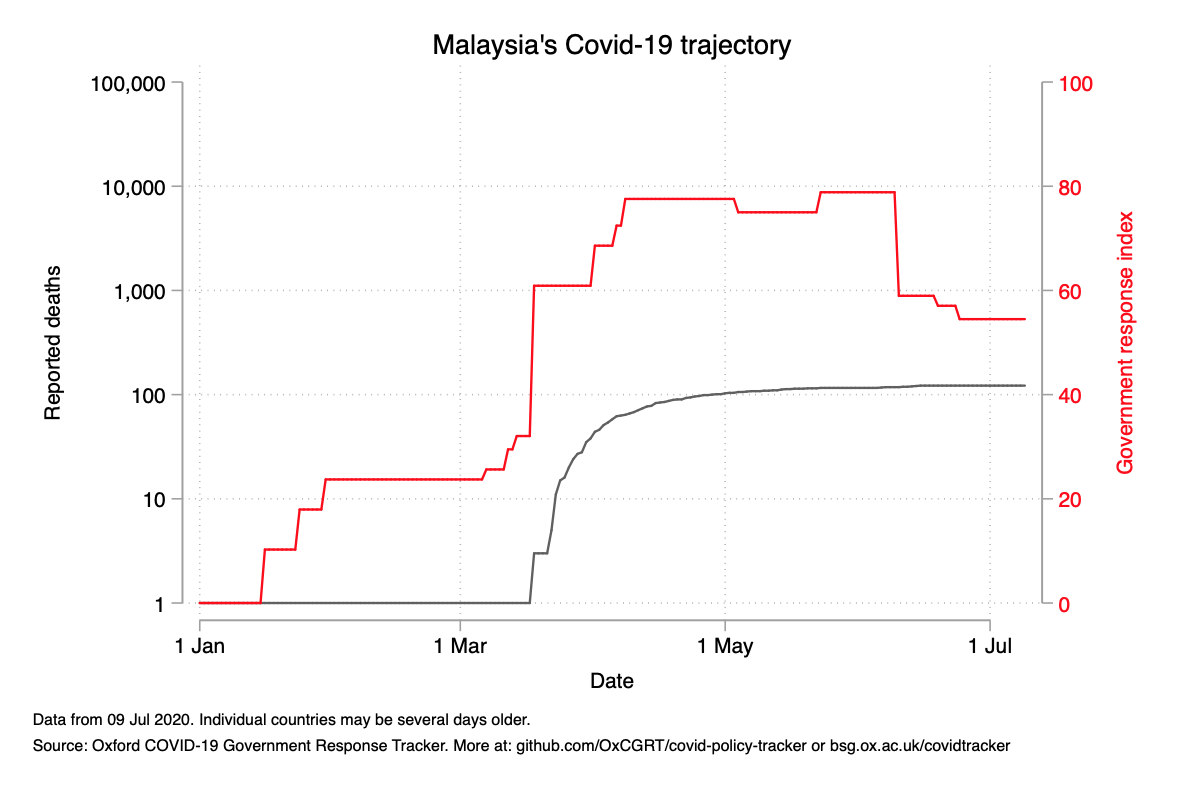 Malaysia's Covid-19 trajectory
100,000
10,000
1,000
100
10
1
Reported deaths
100
80
60
40
20
0
Government response index
1 Jan
1 Mar
1 May
1 Jul
Date
Data from 09 Jul 2020. Individual countries may be several days older.
Source: Oxford COVID-19 Government Response Tracker. More at: github.com/OxCGRT/covid-policy-tracker or bsg.ox.ac.uk/covidtracker